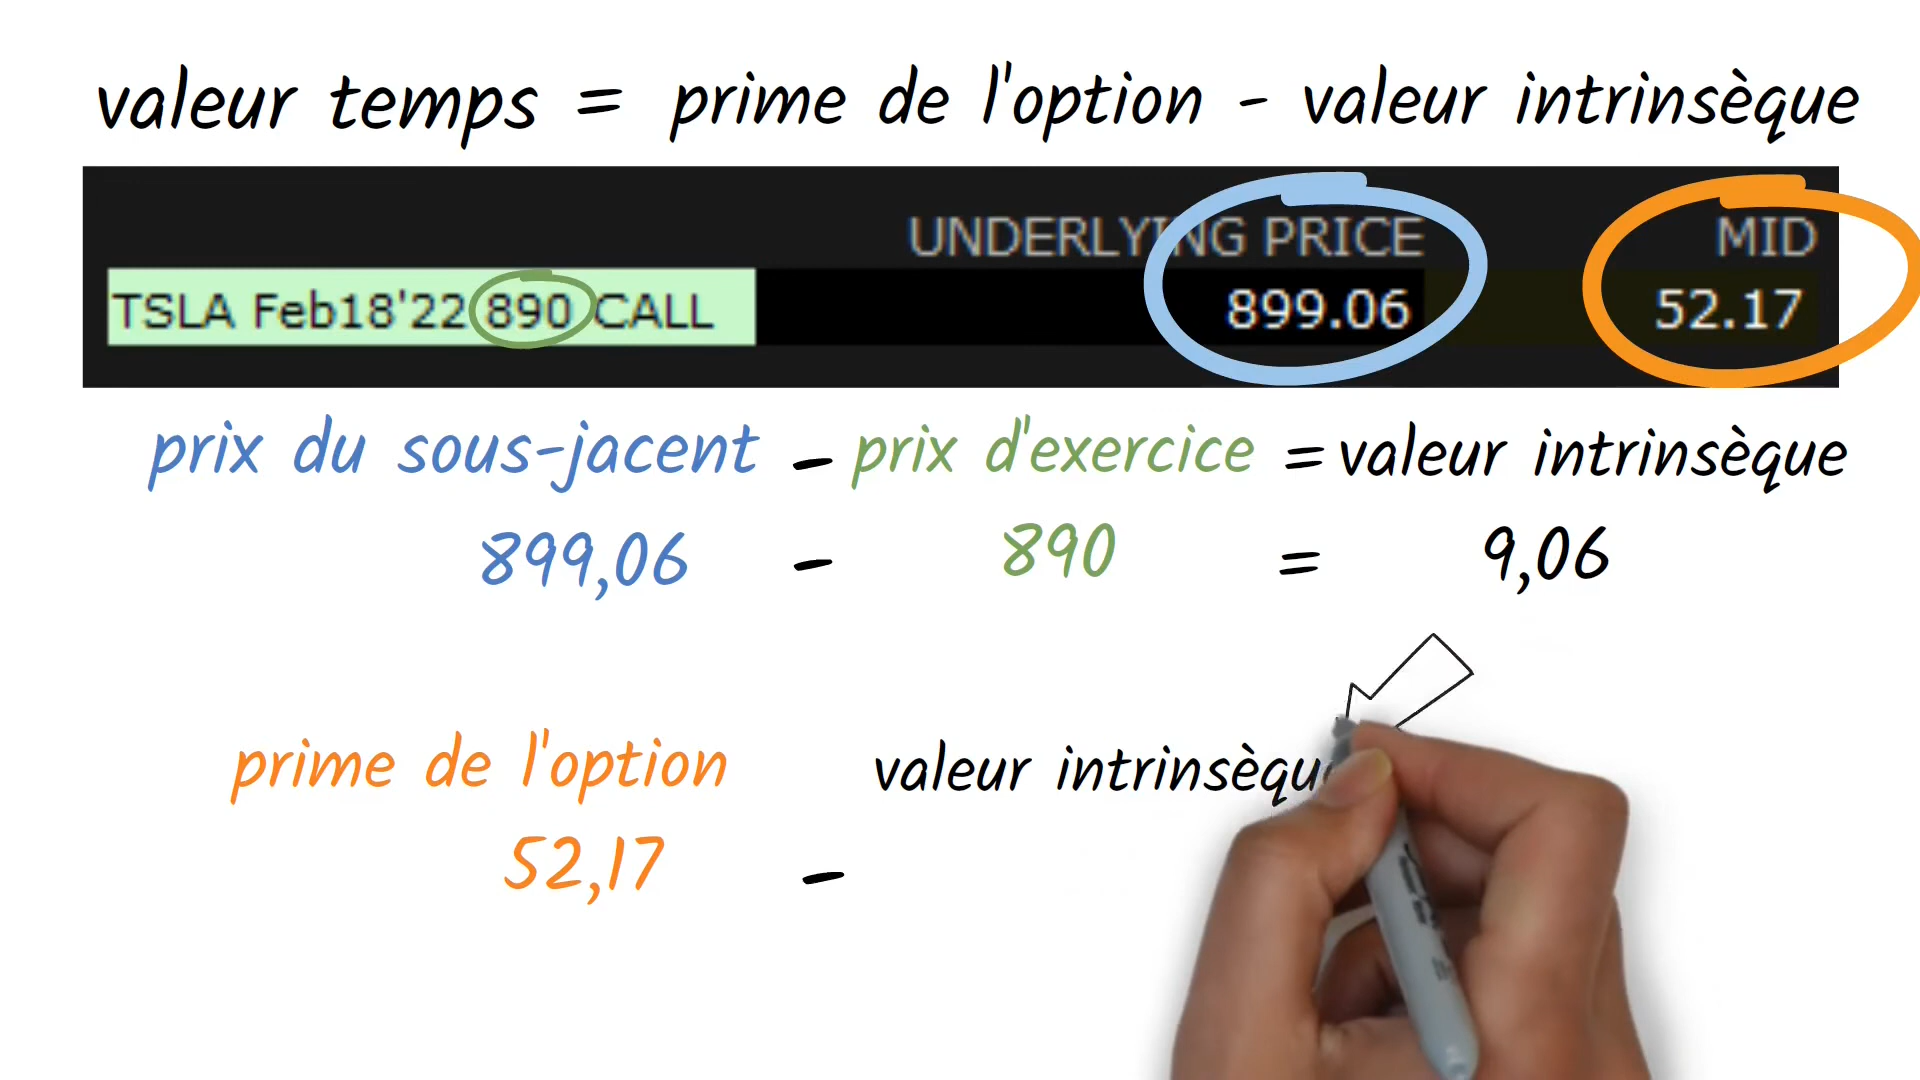 valeur temps = prime de l'option - valeur intrinsèque
UNDERLYING PRICE MID
TSLA Feb18'22 890 CALL 899.06 52.17
prix du sous-jacent - prix d'exercice = valeur intrinsèque
899,06 - 890 = 9,06
prime de l'option valeur
52,17 -